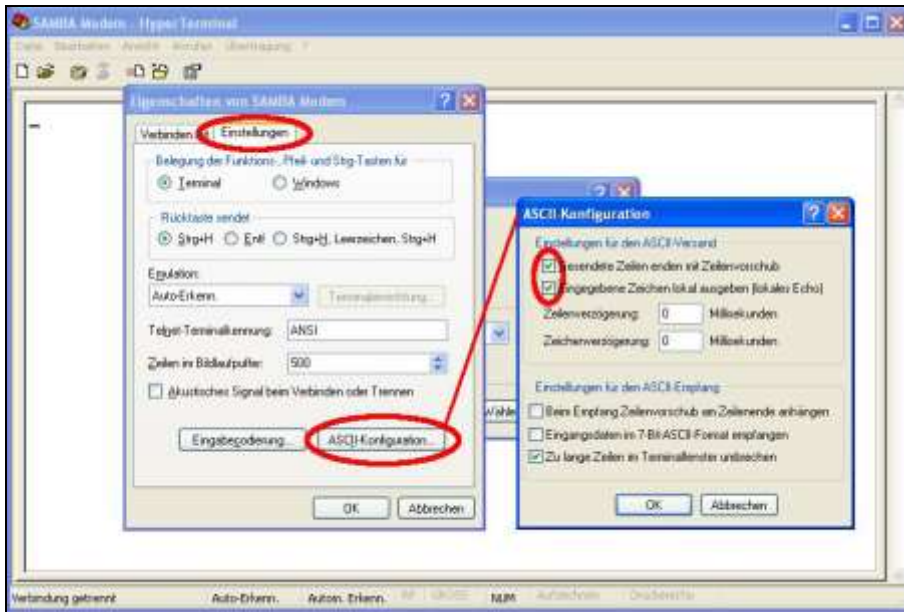 SAMBA Modem - HyperTerminal
Datei Bearbeiten Ansicht Anrufen Übertragung ?
Eigenschaften von SAMBA Modem
Verbinden
Einstellungen
Belegung der Funktions-, Pfeil- und Strg-Tasten für
Terminal
Windows
Rücktaste sendet
Strg+H
Entf
Strg+H, Leerzeichen, Strg+H
Emulation:
Auto-Erkenn.
Telnet-Terminalkennung:
ANSI
Zeilen im Bildlaufpuffer:
500
Akustisches Signal beim Verbinden oder Trennen
Eingabecodierung...
ASCII-Konfiguration...
OK
Abbrechen
ASCII-Konfiguration
Einstellungen für den ASCII-Versand
Gesendete Zeilen enden mit Zeilenvorschub
Eingegebene Zeichen lokal ausgeben (lokales Echo)
Zeilenverzögerung:
0
Millisekunden
Zeichenverzögerung:
0
Millisekunden
Einstellungen für den ASCII-Empfang
Beim Empfang Zeilenvorschub am Zeilenende anhängen
Eingangsdaten im 7-Bit-ASCII-Format empfangen
Zu lange Zeilen im Terminalfenster umbrechen
OK
Abbrechen
Verbindung getrennt
Auto-Erkenn.
Autom. Erkenn.
RF
GROSS
NUM
Aufzeichnen
Druckerecho